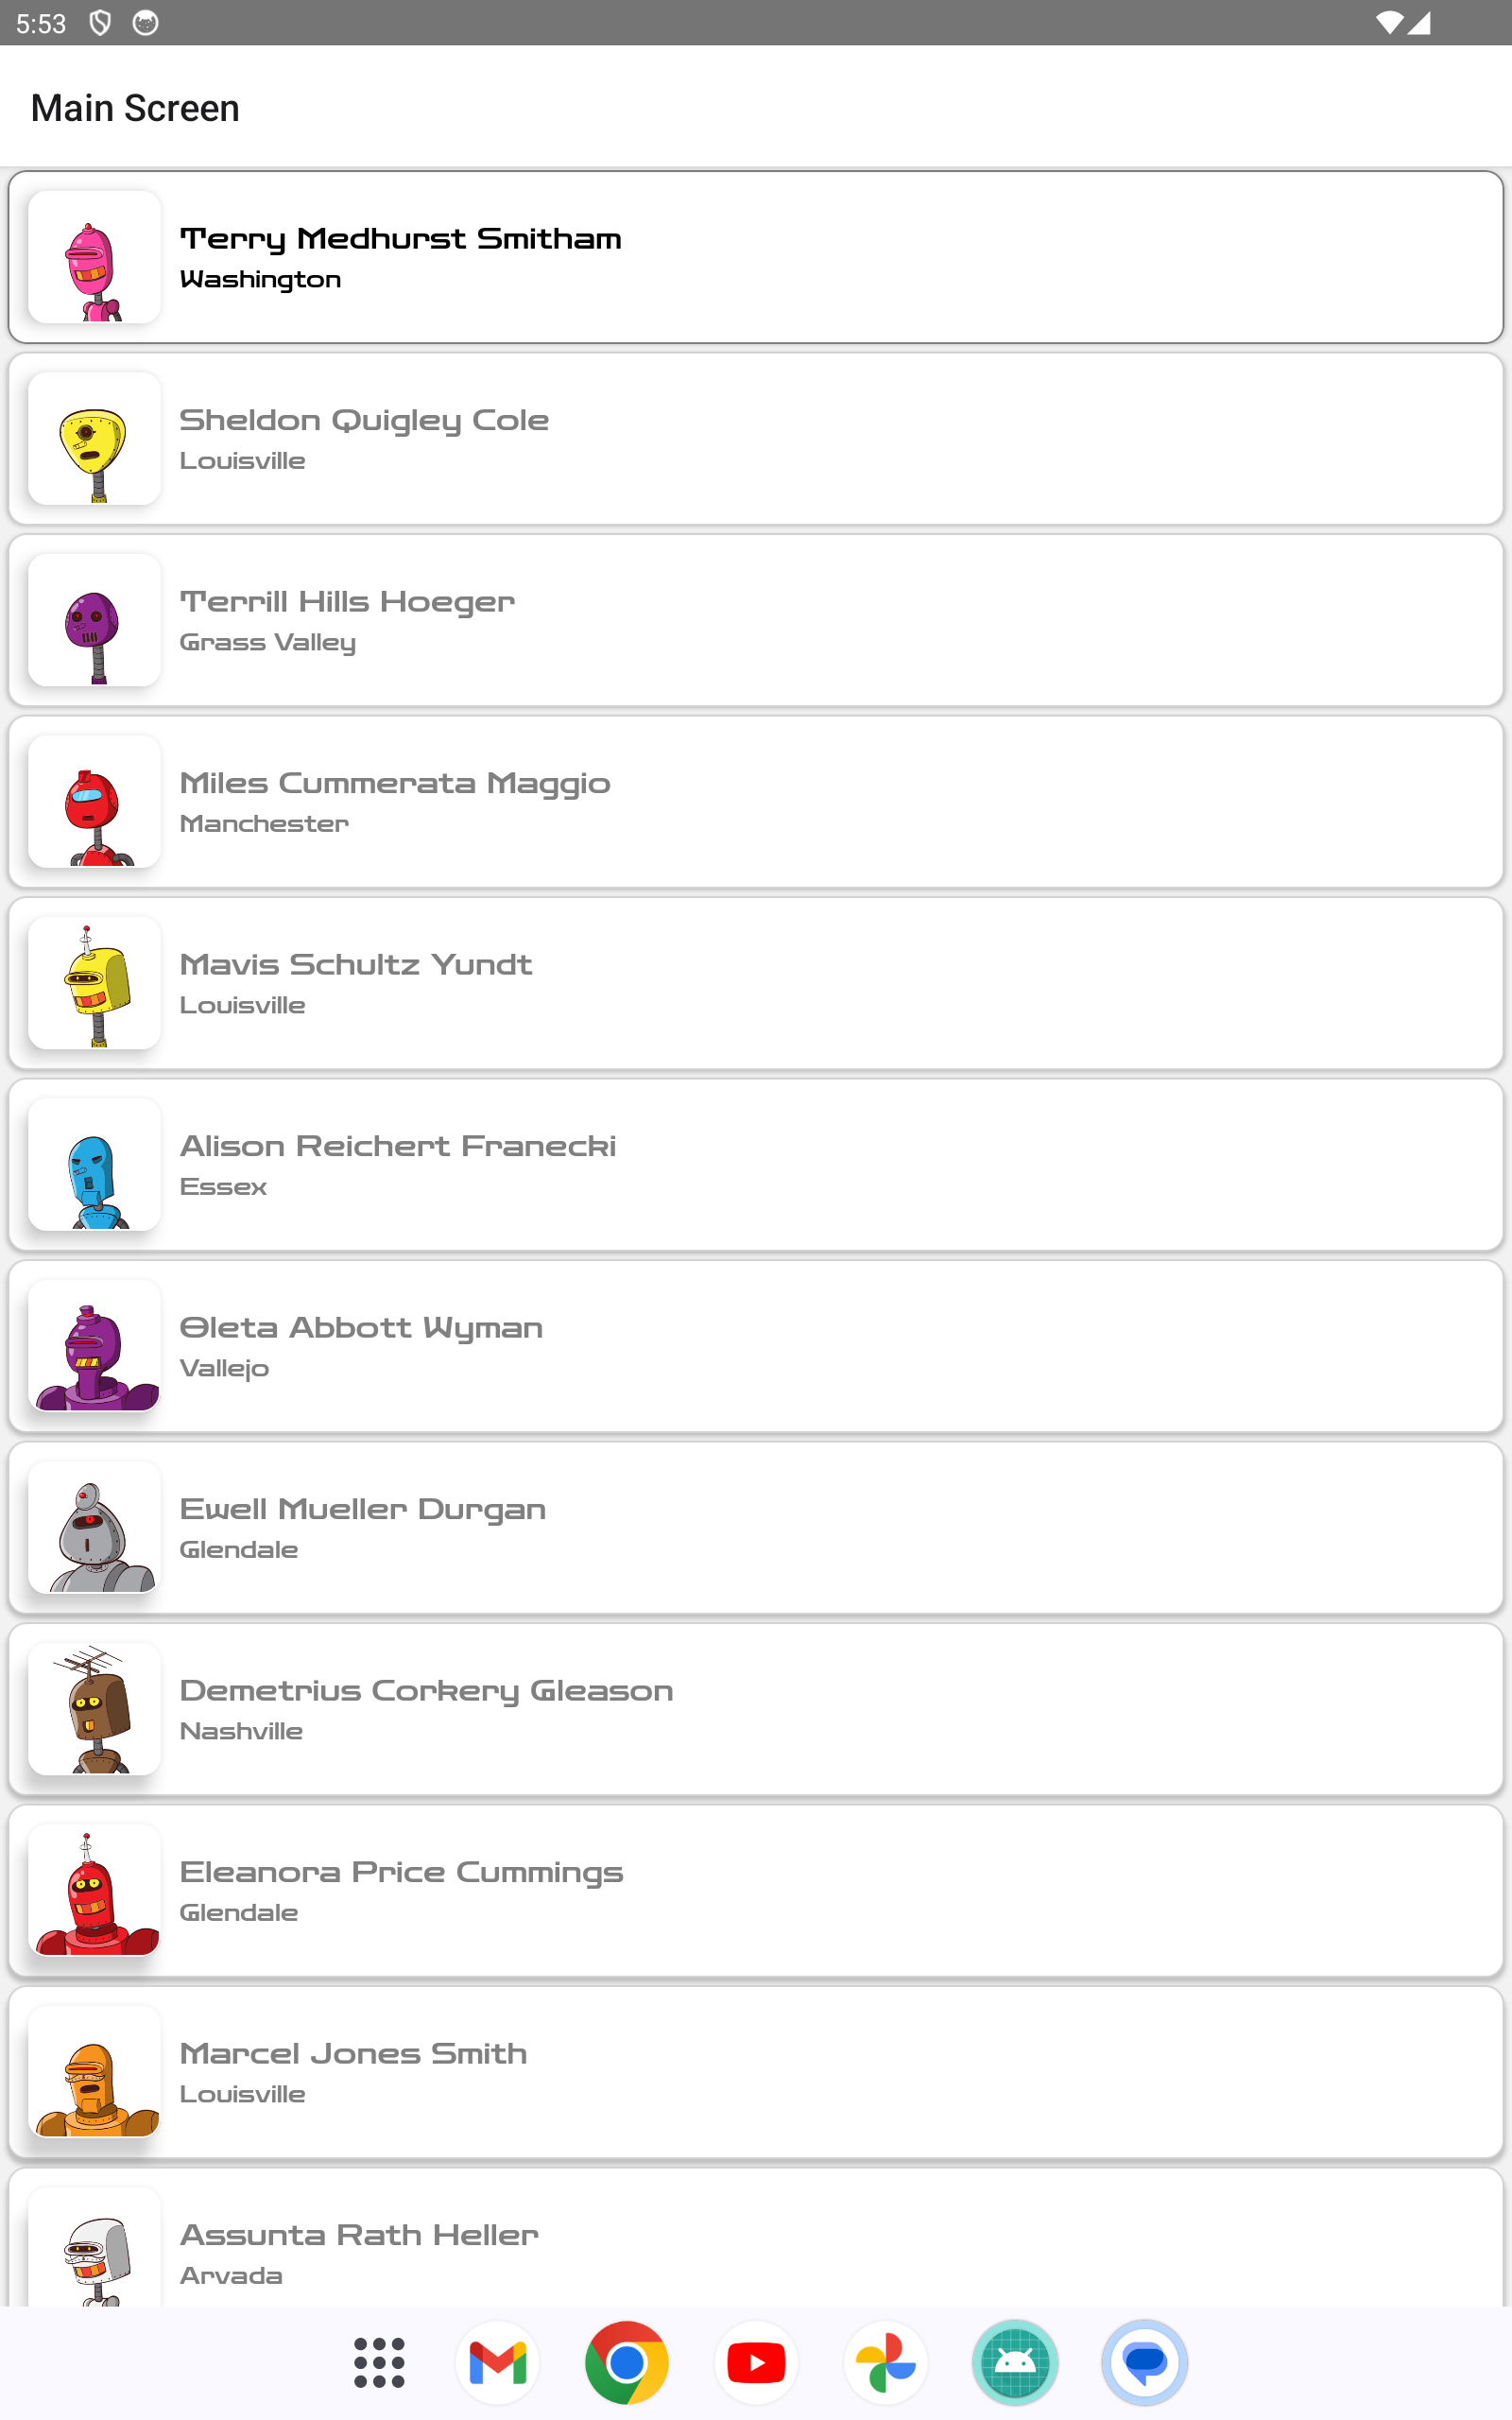 5:53
Main Screen
Terry Medhurst Smitham
Washington
Sheldon Quigley Cole
Louisville
Terrill Hills Hoeger
Grass Valley
Miles Cummerata Maggio
Manchester
Mavis Schultz Yundt
Louisville
Alison Reichert Franecki
Essex
Oleta Abbott Wyman
Vallejo
Ewell Mueller Durgan
Glendale
Demetrius Corkery Gleason
Nashville
Eleanora Price Cummings
Glendale
Marcel Jones Smith
Louisville
Assunta Rath Heller
Arvada